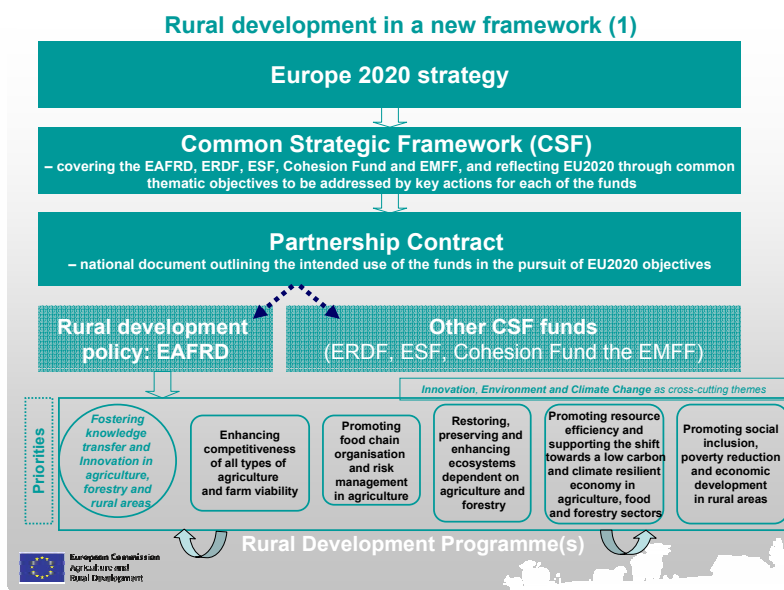 Rural development in a new framework (1)
Europe 2020 strategy
Common Strategic Framework (CSF)
– covering the EAFRD, ERDF, ESF, Cohesion Fund and EMFF, and reflecting EU2020 through common
thematic objectives to be addressed by key actions for each of the funds
Partnership Contract
– national document outlining the intended use of the funds in the pursuit of EU2020 objectives
Rural development
policy: EAFRD
Other CSF funds
(ERDF, ESF, Cohesion Fund the EMFF)
Innovation, Environment and Climate Change as cross-cutting themes
Priorities
Fostering
knowledge
transfer and
Innovation in
agriculture,
forestry and
rural areas
Enhancing
competitiveness
of all types of
agriculture
and farm viability
Promoting
food chain
organisation
and risk
management
in agriculture
Restoring,
preserving and
enhancing
ecosystems
dependent on
agriculture and
forestry
Promoting resource
efficiency and
supporting the shift
towards a low carbon
and climate resilient
economy in
agriculture, food
and forestry sectors
Promoting social
inclusion,
poverty reduction
and economic
development
in rural areas
Rural Development Programme(s)
European Commission
Agriculture and
Rural Development